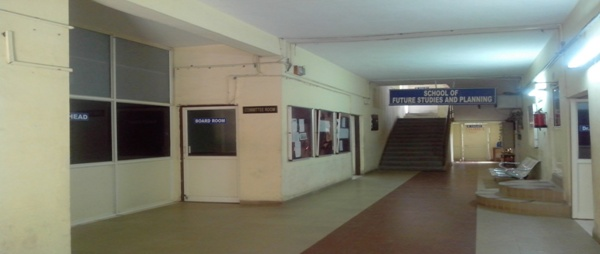 HEAD
BOARD ROOM
COMMITTEE ROOM
SCHOOL OF
FUTURE STUDIES AND PLANNING